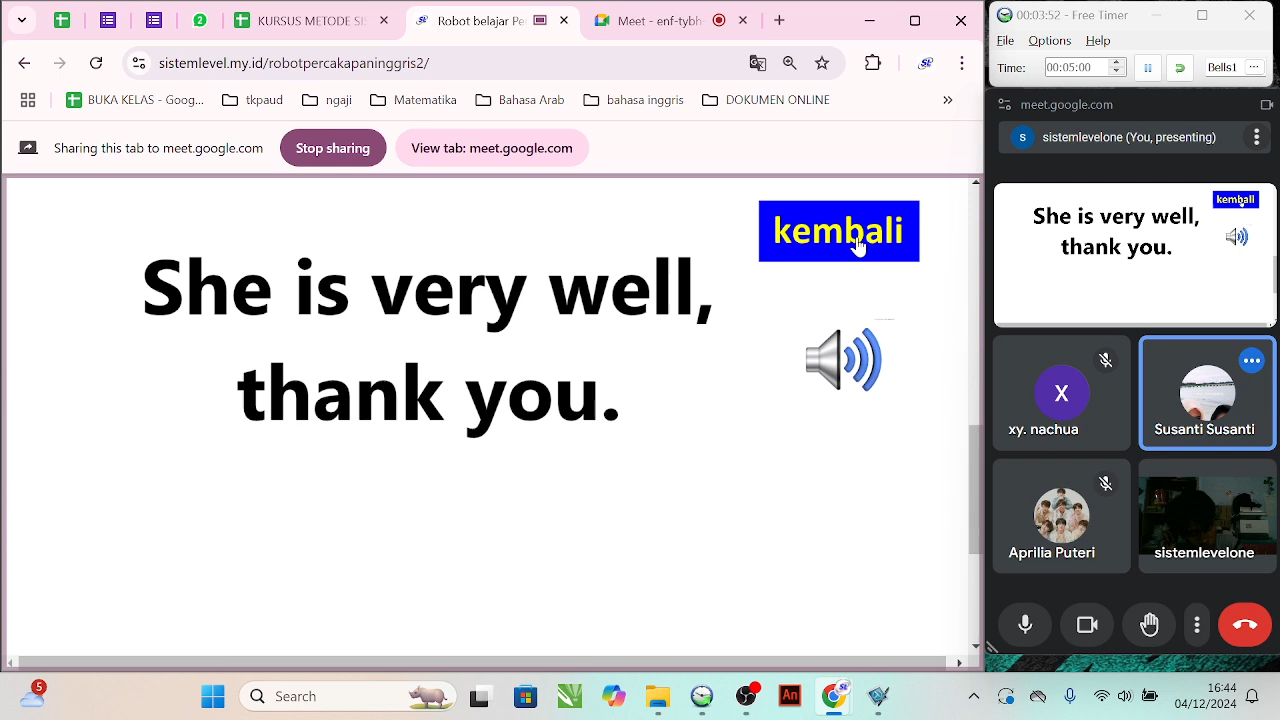 KURSUS METODE SIS
Robot belajar Pe
Meet - enf-tybh
sistemlevel.my.id/robotpercakapaninggris2/
BUKA KELAS - Goog...
tkpaud
ngaji
Matematika
Bahasa Arab
bahasa inggris
DOKUMEN ONLINE
Sharing this tab to meet.google.com
Stop sharing
View tab: meet.google.com
kembali
She is very well,
thank you.
00:03:52 - Free Timer
File Options Help
Time: 00:05:00 Bells1 ...
meet.google.com
s sistemlevelone (You, presenting)
kembali
She is very well,
thank you.
X
xy. nachua
Susanti Susanti
Aprilia Puteri
sistemlevelone
5
Search
An
16:44
04/12/2024